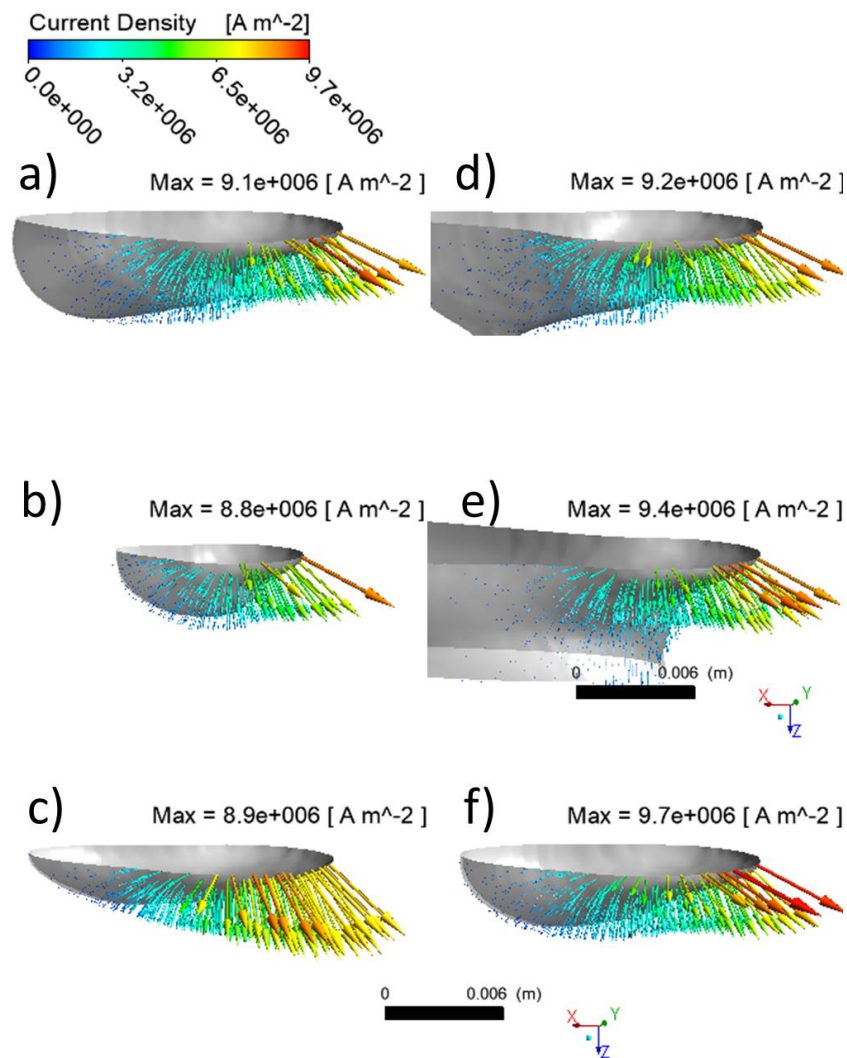 Current Density [A m^-2]
0.0e+000 3.2e+006 6.5e+006 9.7e+006
a) Max = 9.1e+006 [ A m^-2 ]
d) Max = 9.2e+006 [ A m^-2 ]
b) Max = 8.8e+006 [ A m^-2 ]
e) Max = 9.4e+006 [ A m^-2 ]
0 0.006 (m)
X Y
Z
c) Max = 8.9e+006 [ A m^-2 ]
f) Max = 9.7e+006 [ A m^-2 ]
0 0.006 (m)
X Y
Z